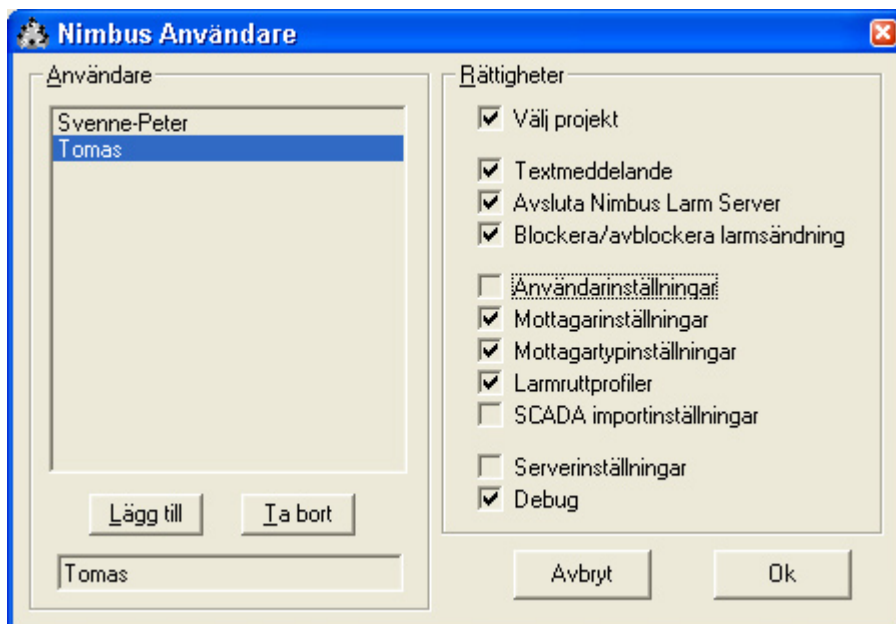 Nimbus Användare
Användare
Svenne-Peter
Tomas
Lägg till
Ta bort
Tomas
Rättigheter
Välj projekt
Textmeddelande
Avsluta Nimbus Larm Server
Blockera/avblockera larmsändning
Användarinställningar
Mottagarinställningar
Mottagartypinställningar
Larmruttprofiler
SCADA importinställningar
Serverinställningar
Debug
Avbryt
Ok